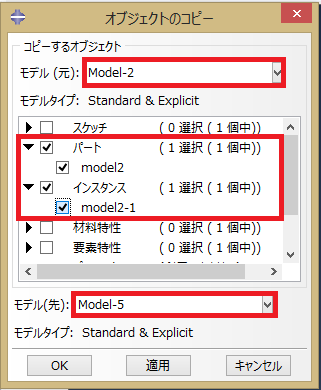 オブジェクトのコピー
コピーするオブジェクト
モデル (元): Model-2
モデルタイプ: Standard & Explicit
スケッチ ( 0 選択 ( 1 個中))
パート ( 1 選択 ( 1 個中))
model2
インスタンス ( 1 選択 ( 1 個中))
model2-1
材料特性 ( 0 選択 ( 1 個中))
要素特性 ( 0 選択 ( 1 個中))
モデル(先): Model-5
モデルタイプ: Standard & Explicit
OK 適用 キャンセル